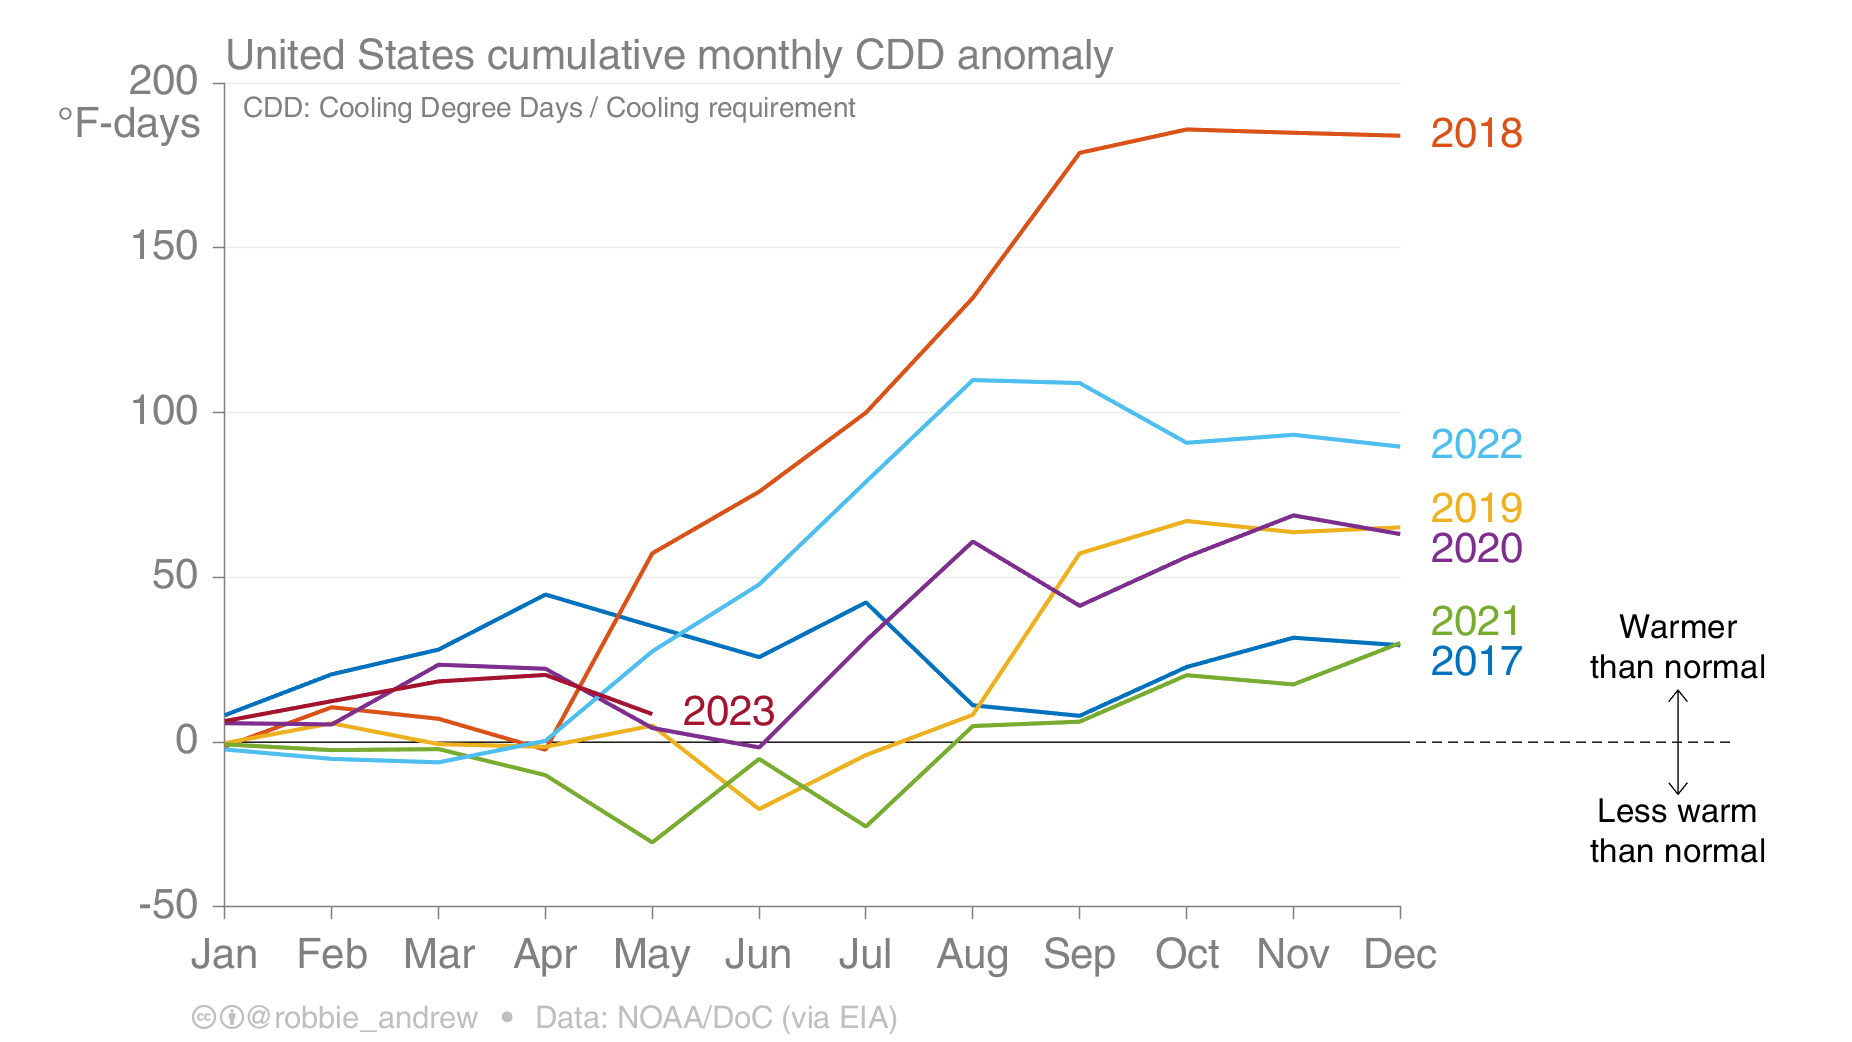 United States cumulative monthly CDD anomaly
200
°F-days
CDD: Cooling Degree Days / Cooling requirement
2018
150
100
2022
2019
2020
50
2021
2017
Warmer
than normal
2023
0
Less warm
than normal
-50
Jan Feb Mar Apr May Jun Jul Aug Sep Oct Nov Dec
cc @robbie_andrew • Data: NOAA/DoC (via EIA)